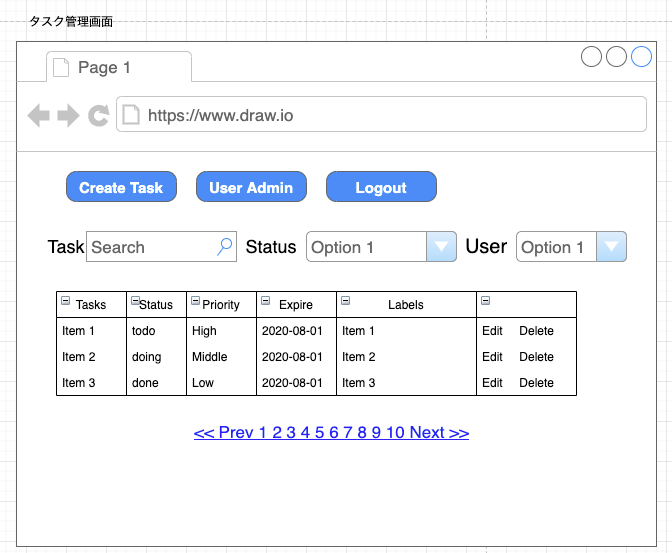 タスク管理画面
Page 1
https://www.draw.io
Create Task User Admin Logout
Task Search Status Option 1 User Option 1
Tasks Status Priority Expire Labels
Item 1 todo High 2020-08-01 Item 1 Edit Delete
Item 2 doing Middle 2020-08-01 Item 2 Edit Delete
Item 3 done Low 2020-08-01 Item 3 Edit Delete
<< Prev 1 2 3 4 5 6 7 8 9 10 Next >>